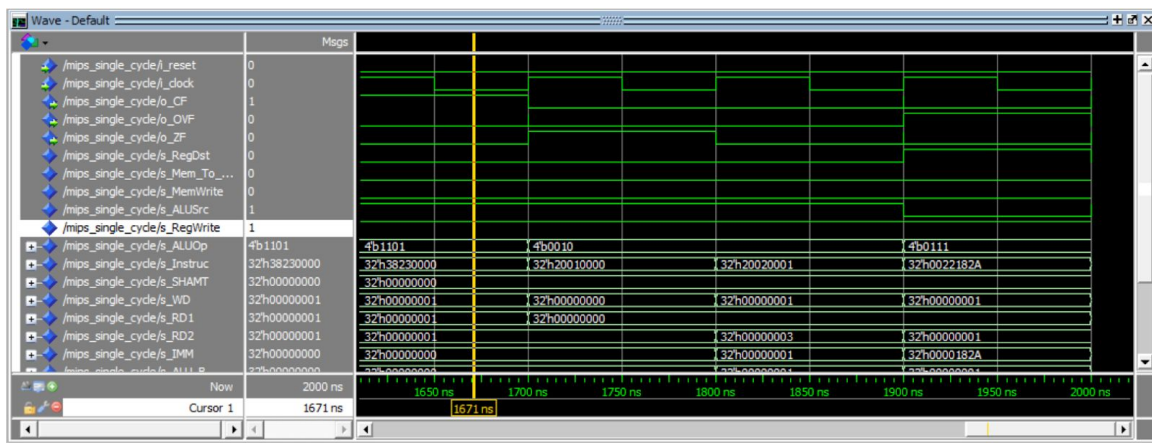 Wave - Default
Msgs
/mips_single_cycle/i_reset 0
/mips_single_cycle/i_clock 0
/mips_single_cycle/o_CF 1
/mips_single_cycle/o_OVF 0
/mips_single_cycle/o_ZF 0
/mips_single_cycle/s_RegDst 0
/mips_single_cycle/s_Mem_To_... 0
/mips_single_cycle/s_MemWrite 0
/mips_single_cycle/s_ALUSrc 1
/mips_single_cycle/s_RegWrite 1
/mips_single_cycle/s_ALUOp 4'b1101 4'b1101 4'b0010 4'b0111
/mips_single_cycle/s_Instruc 32'h38230000 32'h38230000 32'h20010000 32'h20020001 32'h0022182A
/mips_single_cycle/s_SHAMT 32'h00000000 32'h00000000
/mips_single_cycle/s_WD 32'h00000001 32'h00000001 32'h00000000 32'h00000001 32'h00000001
/mips_single_cycle/s_RD1 32'h00000001 32'h00000001 32'h00000000
/mips_single_cycle/s_RD2 32'h00000001 32'h00000001 32'h00000003 32'h00000001
/mips_single_cycle/s_IMM 32'h00000000 32'h00000000 32'h00000001 32'h0000182A
Now 2000 ns
1650 ns 1700 ns 1750 ns 1800 ns 1850 ns 1900 ns 1950 ns 2000 ns
Cursor 1 1671 ns 1671 ns